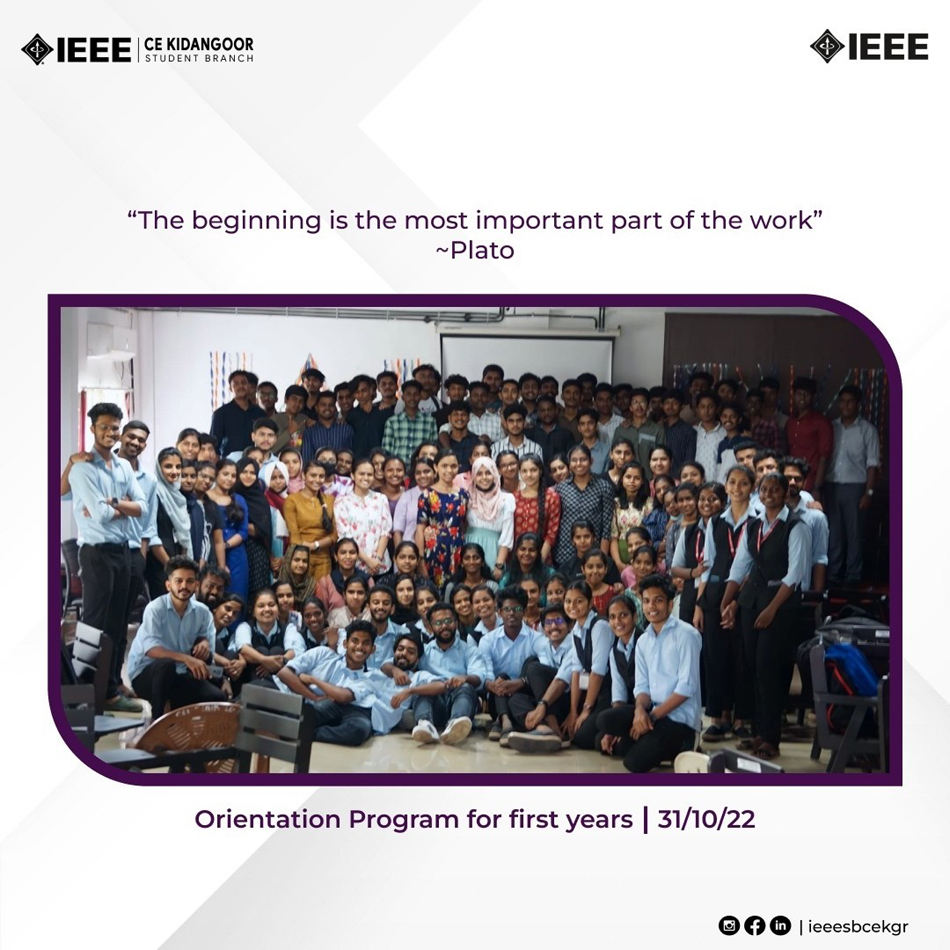 IEEE | CE KIDANGOOR
STUDENT BRANCH
IEEE
“The beginning is the most important part of the work”
~Plato
Orientation Program for first years | 31/10/22
| ieeesbcekgr